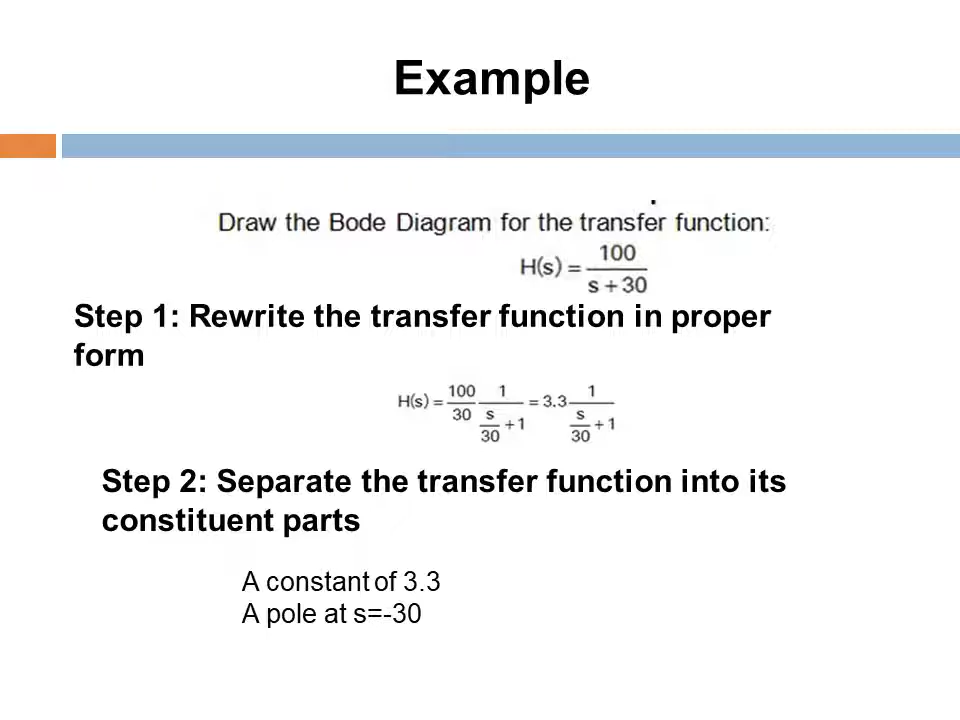 Example
Draw the Bode Diagram for the transfer function:
H(s) = 100 / (s + 30)
Step 1: Rewrite the transfer function in proper
form
H(s) = 100/30 1/(s/30 + 1) = 3.3 1/(s/30 + 1)
Step 2: Separate the transfer function into its
constituent parts
A constant of 3.3
A pole at s=-30